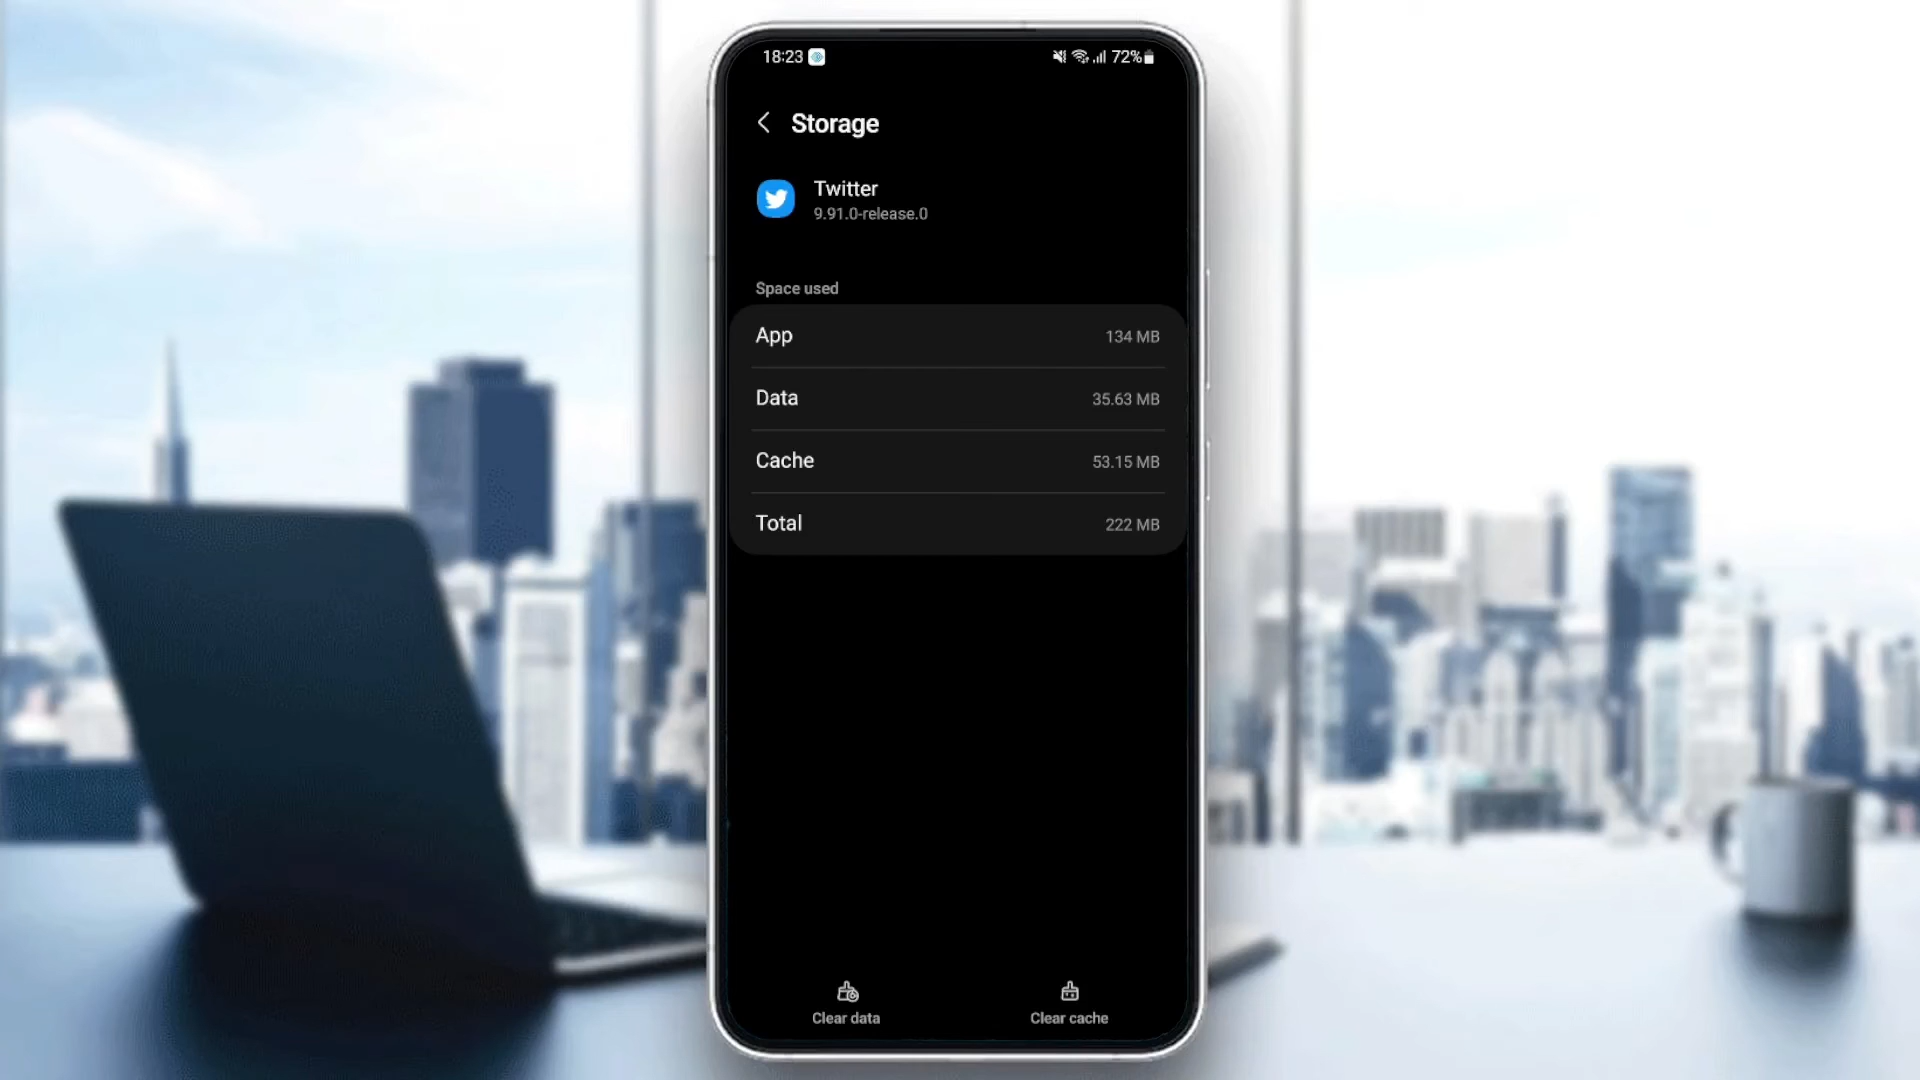 18:23 72%
Storage
Twitter
9.91.0-release.0
Space used
App 134 MB
Data 35.63 MB
Cache 53.15 MB
Total 222 MB
Clear data Clear cache